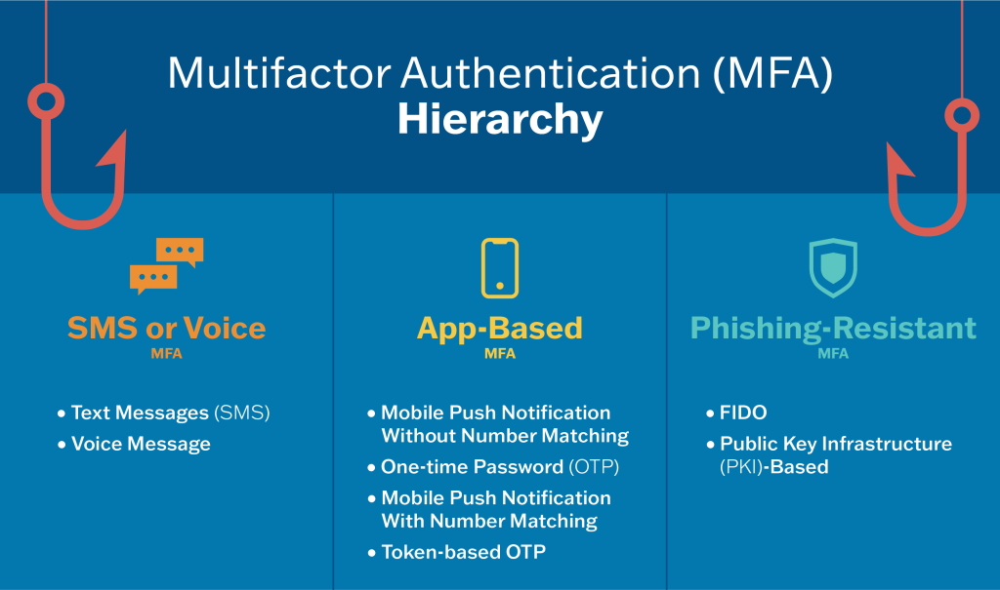 Multifactor Authentication (MFA)
Hierarchy
SMS or Voice
MFA
• Text Messages (SMS)
• Voice Message
App-Based
MFA
• Mobile Push Notification
Without Number Matching
• One-time Password (OTP)
• Mobile Push Notification
With Number Matching
• Token-based OTP
Phishing-Resistant
MFA
• FIDO
• Public Key Infrastructure
(PKI)-Based